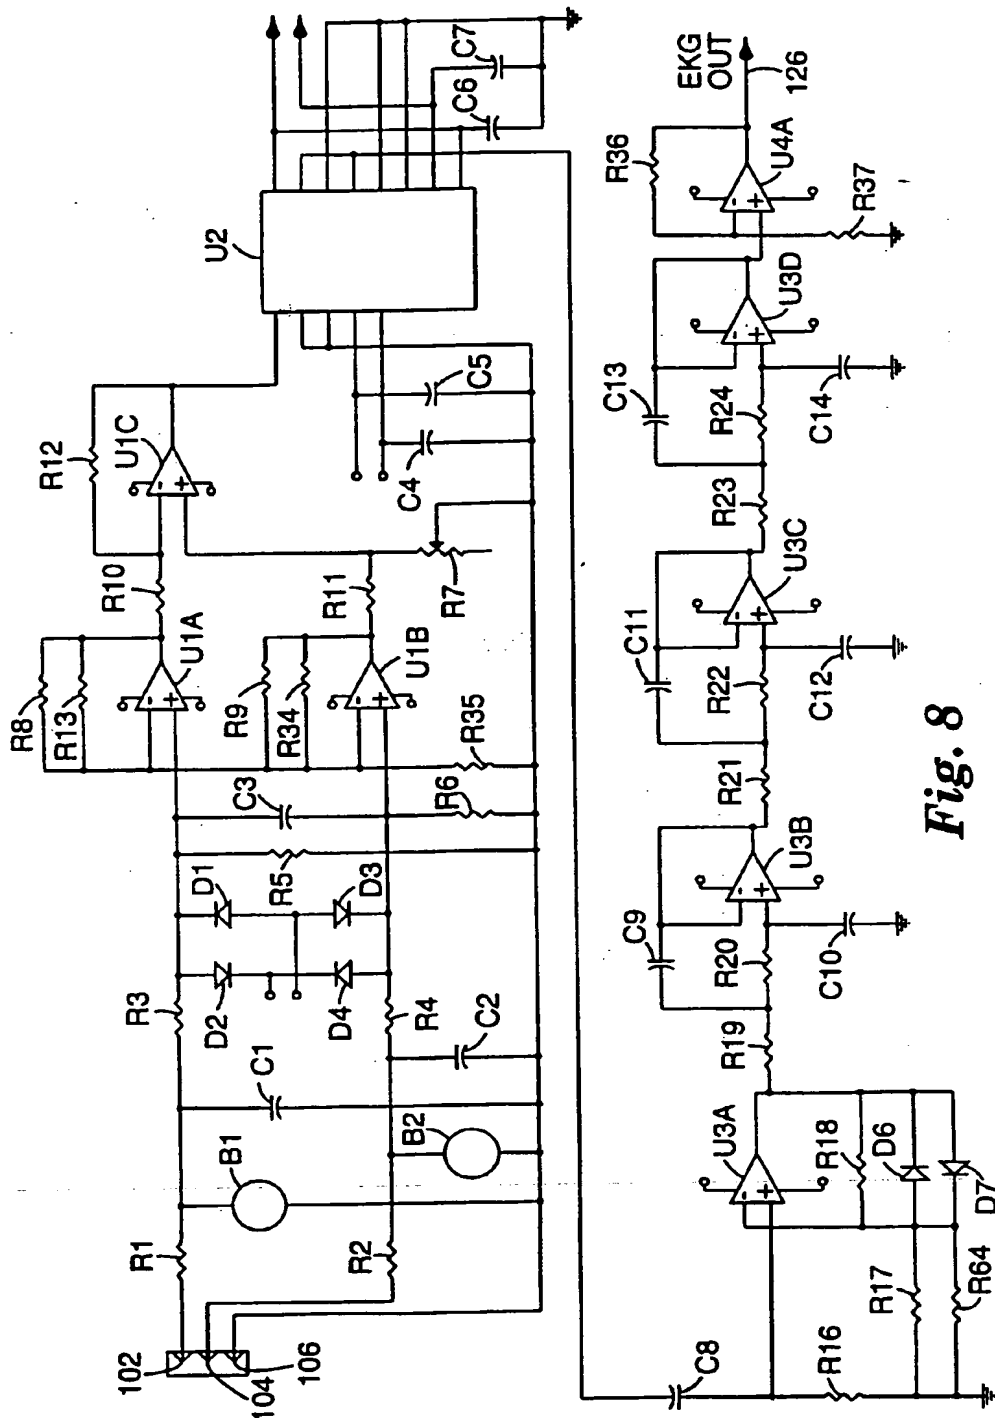 102
104
106
R1
R2
B1
B2
C1
C2
R3
R4
D2
D1
D4
D3
R5
C3
R6
R35
R8
R13
U1A
R9
R34
U1B
R10
R11
R7
R12
U1C
C4
C5
U2
C6
C7
C8
R16
R17
R64
U3A
R18
D6
D7
R19
R20
C9
C10
U3B
R21
R22
C11
C12
U3C
R23
R24
C13
C14
U3D
R36
R37
U4A
EKG
OUT
126
-
+
-
+
-
+
-
+
-
+
-
+
-
+
-
+
Fig. 8